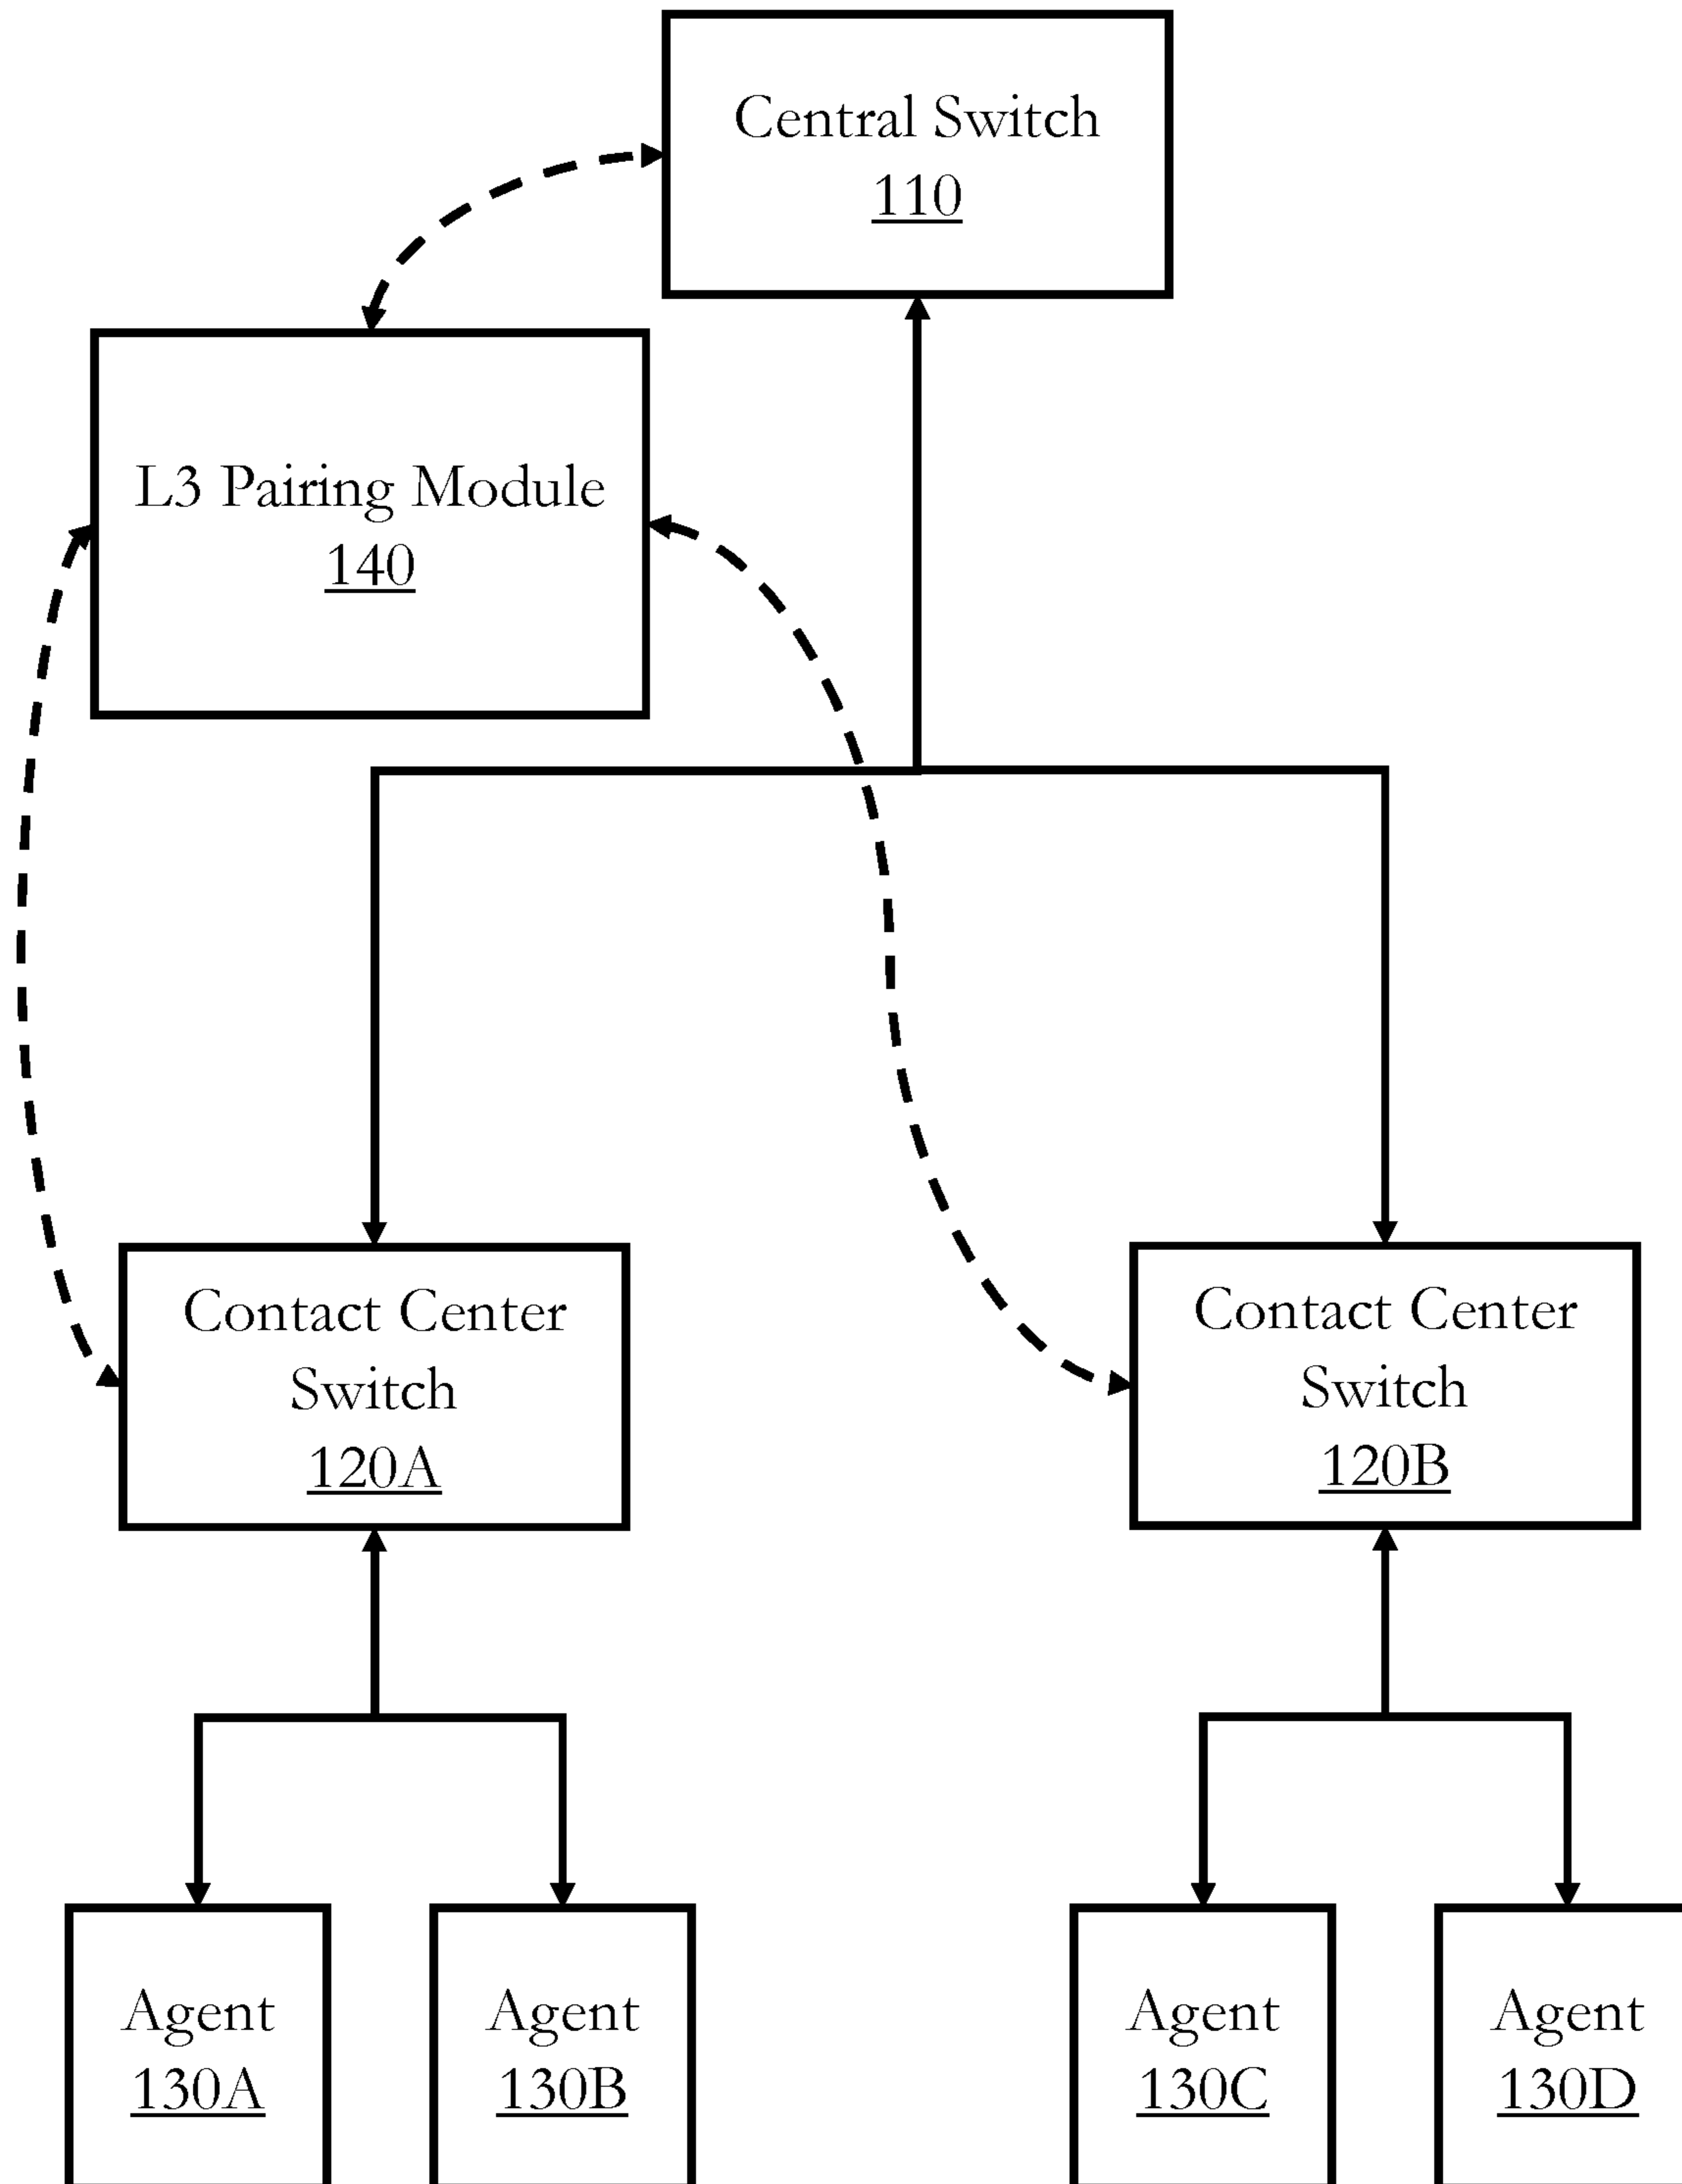 Central Switch
110
L3 Pairing Module
140
Contact Center
Switch
120A
Contact Center
Switch
120B
Agent
130A
Agent
130B
Agent
130C
Agent
130D